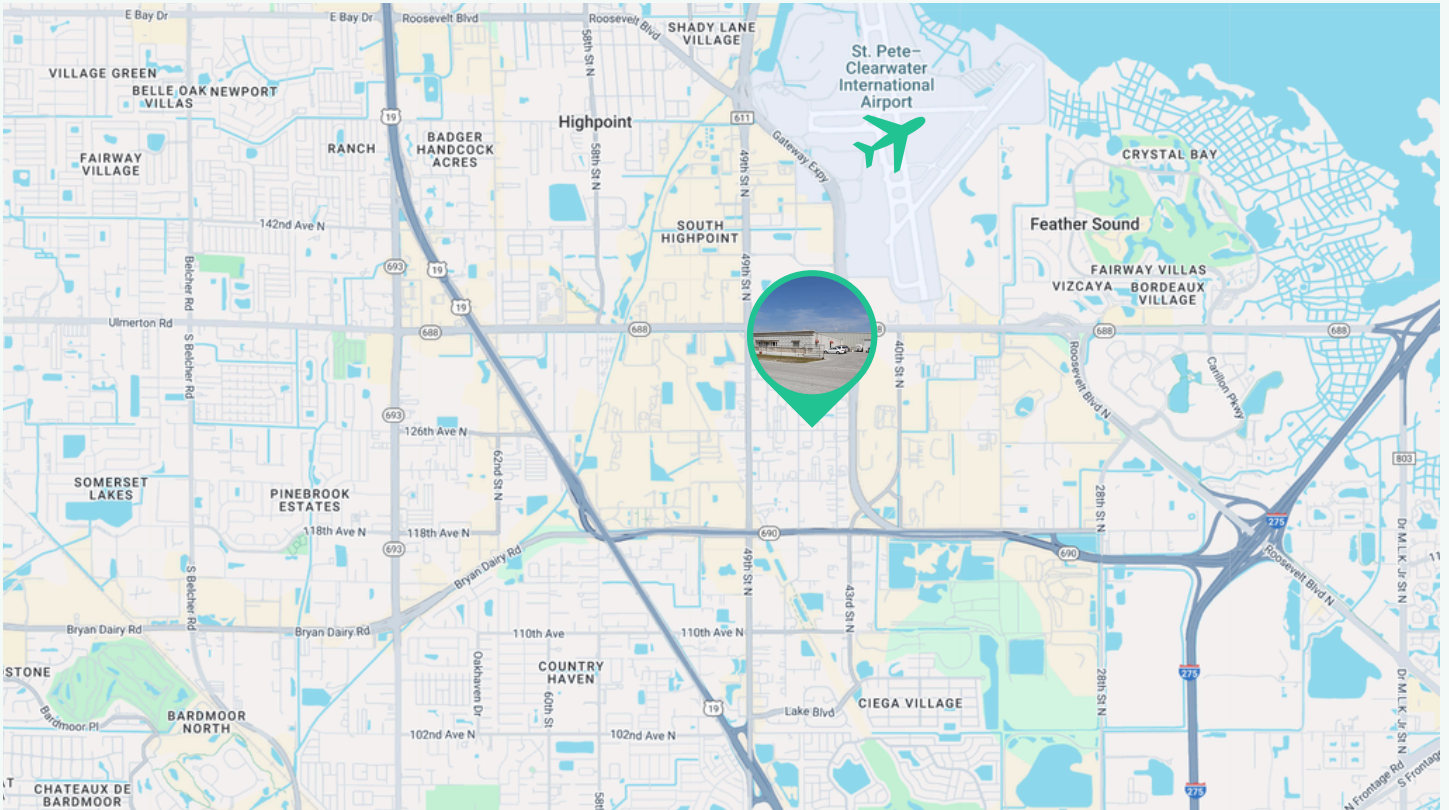 E Bay Dr
E Bay Dr
Roosevelt Blvd
Roosevelt Blvd
SHADY LANE
VILLAGE
58th St N
St. Pete–
Clearwater
International
Airport
VILLAGE GREEN
BELLE OAK
VILLAS
NEWPORT
19
611
Highpoint
RANCH
BADGER
HANDCOCK
ACRES
58th St N
49th St N
Gateway Expy
FAIRWAY
VILLAGE
CRYSTAL BAY
142nd Ave N
SOUTH
HIGHPOINT
Feather Sound
Belcher Rd
693
19
49th St N
FAIRWAY VILLAS
VIZCAYA
BORDEAUX
VILLAGE
19
Ulmerton Rd
688
688
688
688
S Belcher Rd
40th St N
Roosevelt Blvd N
Carillon Pkwy
693
126th Ave N
62nd St N
803
SOMERSET
LAKES
PINEBROOK
ESTATES
28th St N
118th Ave N
118th Ave N
690
275
Dr M.L.K. Jr St N
693
690
Bryan Dairy Rd
49th St N
43rd St N
Roosevelt Blvd N
S Belcher Rd
Bryan Dairy Rd
Bryan Dairy Rd
110th Ave
110th Ave N
STONE
Oakhaven Dr
COUNTRY
HAVEN
60th St
28th St N
275
Dr M.L.K. Jr St N
Bardmoor Pl
BARDMOOR
NORTH
19
Lake Blvd
CIEGA VILLAGE
102nd Ave N
102nd Ave N
CHATEAUX DE
BARDMOOR
58th
275
N Frontage Rd
S Frontage